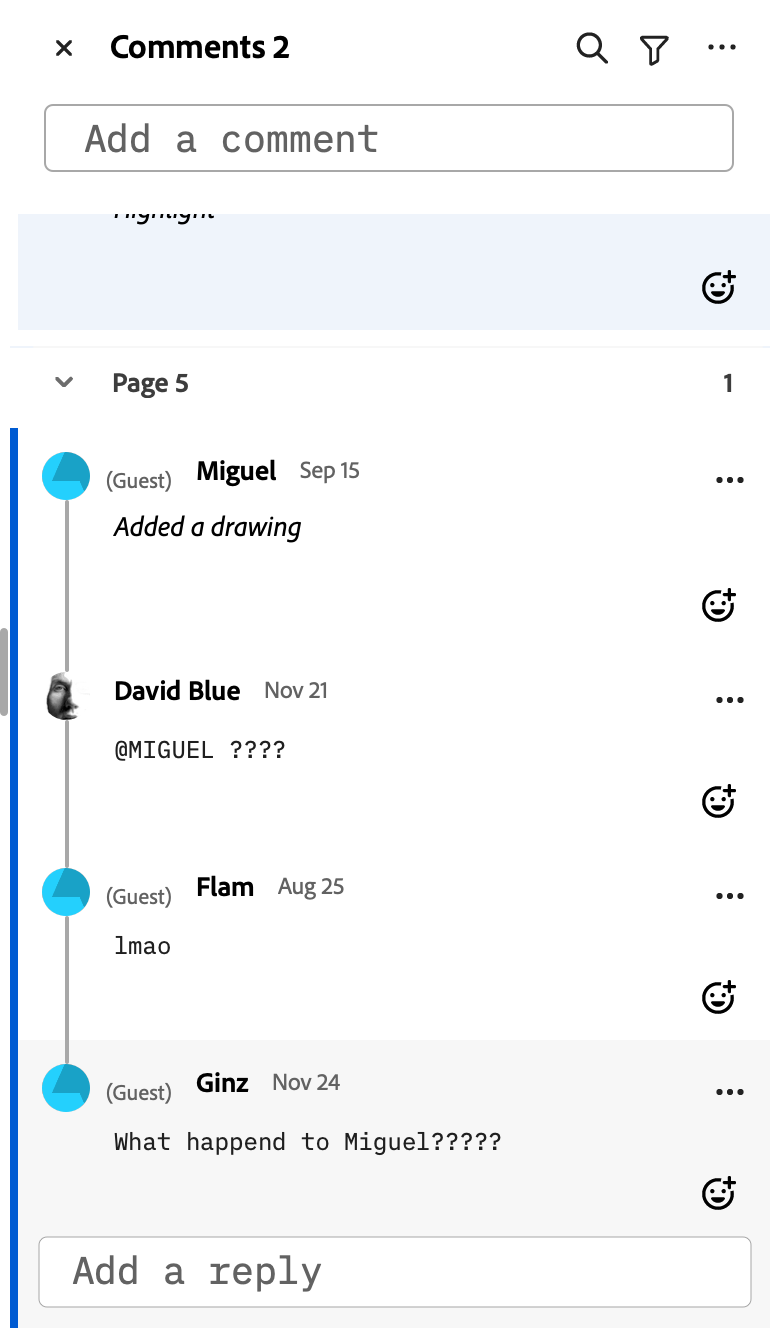 Comments 2
Add a comment
Highlight
Page 5 1
(Guest) Miguel Sep 15
Added a drawing
David Blue Nov 21
@MIGUEL ????
(Guest) Flam Aug 25
lmao
(Guest) Ginz Nov 24
What happend to Miguel?????
Add a reply